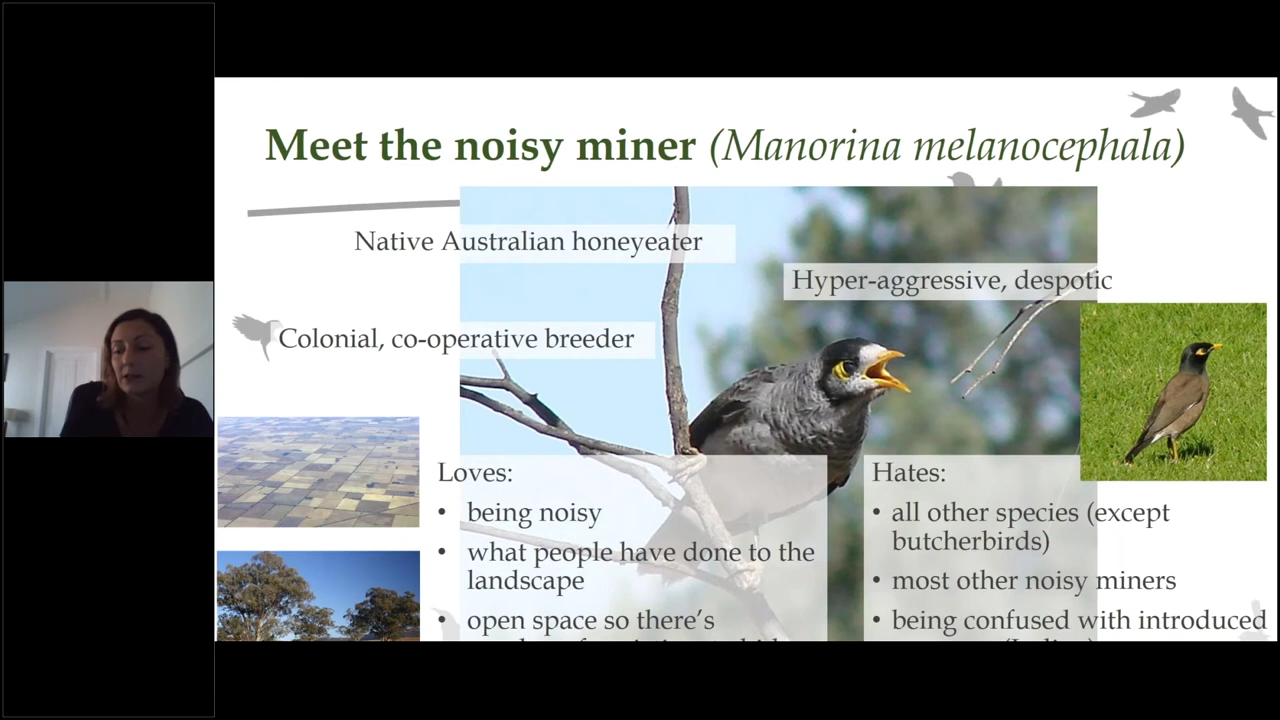 Meet the noisy miner (Manorina melanocephala)
Native Australian honeyeater
Hyper-aggressive, despotic
Colonial, co-operative breeder
Loves:
• being noisy
• what people have done to the
landscape
• open space so there's
Hates:
• all other species (except
butcherbirds)
• most other noisy miners
• being confused with introduced